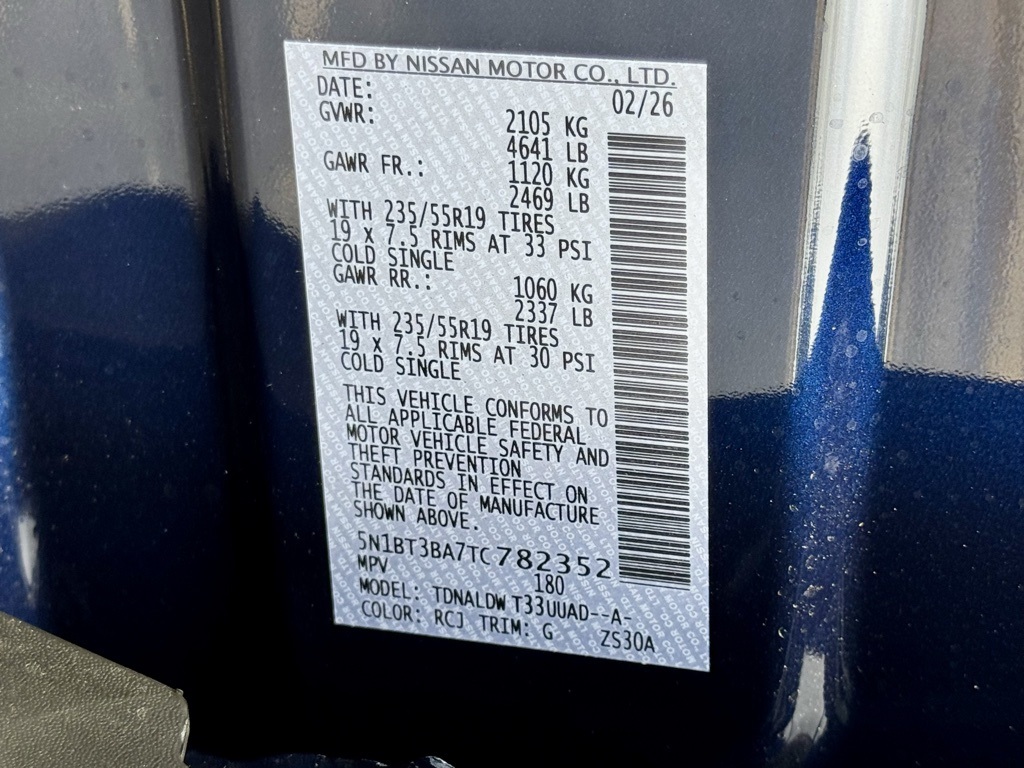 MFD BY NISSAN MOTOR CO., LTD.
DATE: 02/26
GVWR: 2105 KG
4641 LB
GAWR FR.: 1120 KG
2469 LB
WITH 235/55R19 TIRES
19 x 7.5 RIMS AT 33 PSI
COLD SINGLE
GAWR RR.: 1060 KG
2337 LB
WITH 235/55R19 TIRES
19 x 7.5 RIMS AT 30 PSI
COLD SINGLE
THIS VEHICLE CONFORMS TO
ALL APPLICABLE FEDERAL
MOTOR VEHICLE SAFETY AND
THEFT PREVENTION
STANDARDS IN EFFECT ON
THE DATE OF MANUFACTURE
SHOWN ABOVE.
5N1BT3BA7TC782352
MPV 180
MODEL: TDNALDW T33UUAD--A-
COLOR: RCJ TRIM: G ZS30A